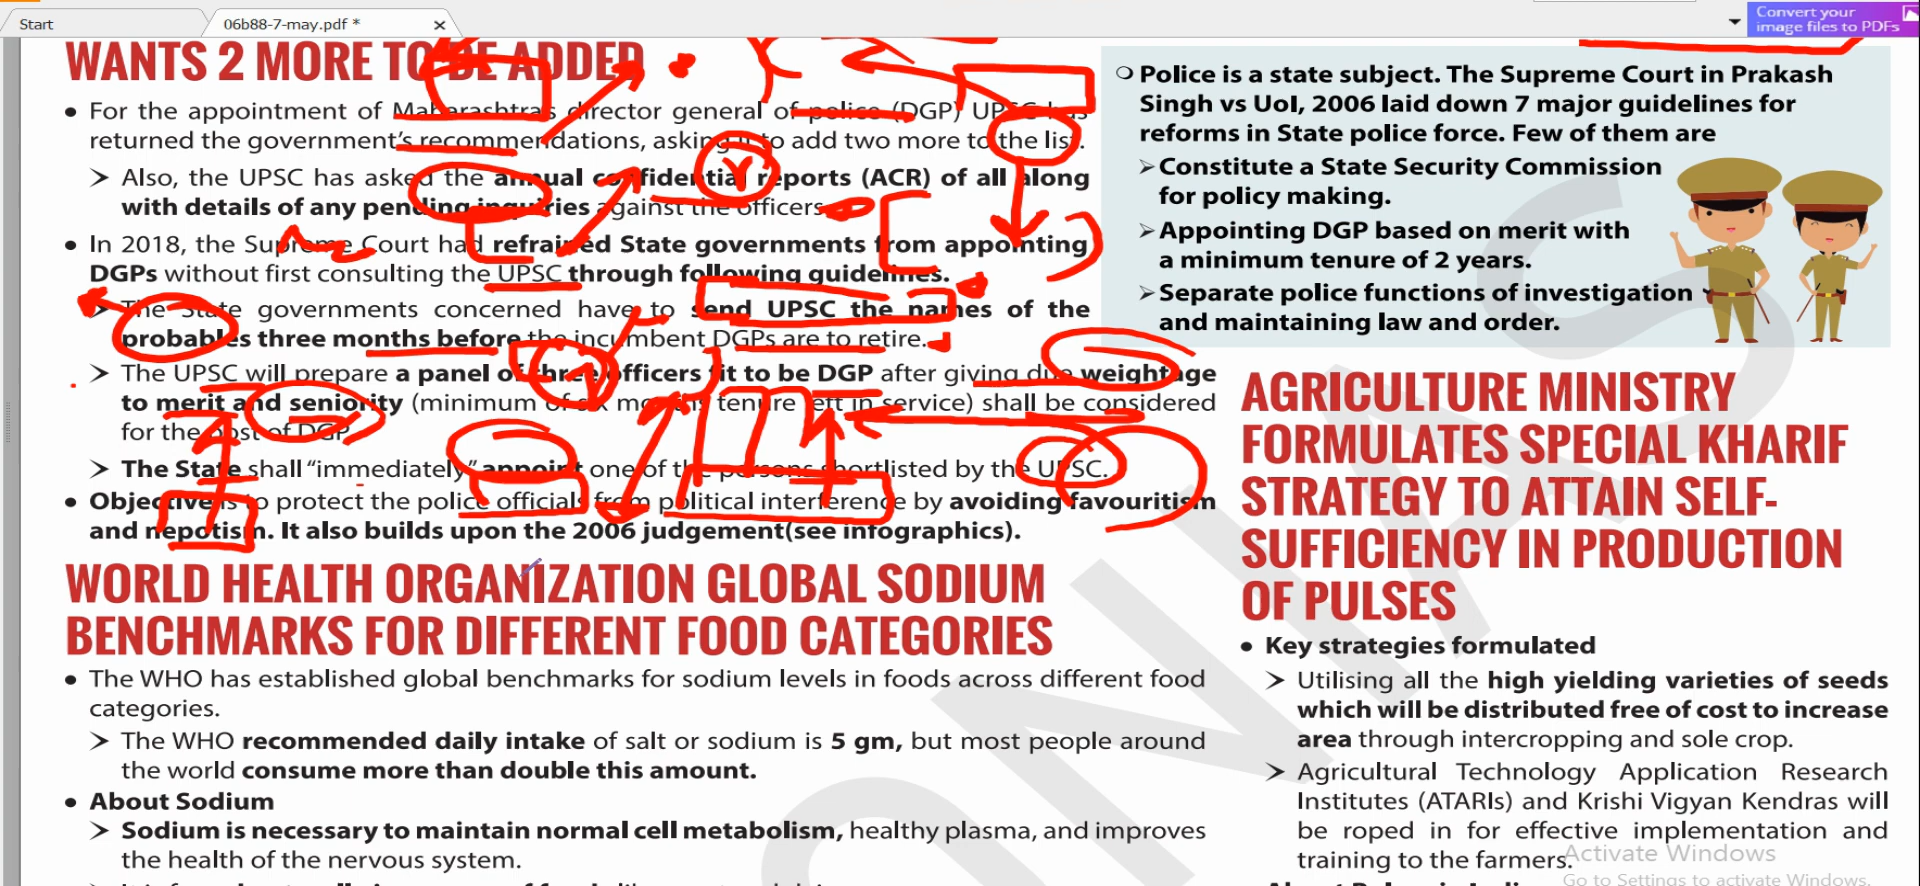 Start
06b88-7-may.pdf *
Convert your
image files to PDFs
WANTS 2 MORE TO BE ADDED
• For the appointment of Maharashtra's director general of police (DGP) UPSC has
returned the government's recommendations, asking it to add two more to the list.
➢ Also, the UPSC has asked the annual confidential reports (ACR) of all along
with details of any pending inquiries against the officers
• In 2018, the Supreme Court had refrained State governments from appointing
DGPs without first consulting the UPSC through following guidelines.
➢ The State governments concerned have to send UPSC the names of the
probables three months before the incumbent DGPs are to retire.
➢ The UPSC will prepare a panel of three officers fit to be DGP after giving due weightage
to merit and seniority (minimum of six months tenure left in service) shall be considered
for the post of DGP
➢ The State shall “immediately” appoint one of the persons shortlisted by the UPSC.
• Objective is to protect the police officials from political interference by avoiding favouritism
and nepotism. It also builds upon the 2006 judgement(see infographics).
WORLD HEALTH ORGANIZATION GLOBAL SODIUM
BENCHMARKS FOR DIFFERENT FOOD CATEGORIES
• The WHO has established global benchmarks for sodium levels in foods across different food
categories.
➢ The WHO recommended daily intake of salt or sodium is 5 gm, but most people around
the world consume more than double this amount.
• About Sodium
➢ Sodium is necessary to maintain normal cell metabolism, healthy plasma, and improves
the health of the nervous system.
○ Police is a state subject. The Supreme Court in Prakash
Singh vs UoI, 2006 laid down 7 major guidelines for
reforms in State police force. Few of them are
➢ Constitute a State Security Commission
for policy making.
➢ Appointing DGP based on merit with
a minimum tenure of 2 years.
➢ Separate police functions of investigation
and maintaining law and order.
AGRICULTURE MINISTRY
FORMULATES SPECIAL KHARIF
STRATEGY TO ATTAIN SELF-
SUFFICIENCY IN PRODUCTION
OF PULSES
• Key strategies formulated
➢ Utilising all the high yielding varieties of seeds
which will be distributed free of cost to increase
area through intercropping and sole crop.
➢ Agricultural Technology Application Research
Institutes (ATARIs) and Krishi Vigyan Kendras will
be roped in for effective implementation and
training to the farmers.
Activate Windows
Go to Settings to activate Windows.